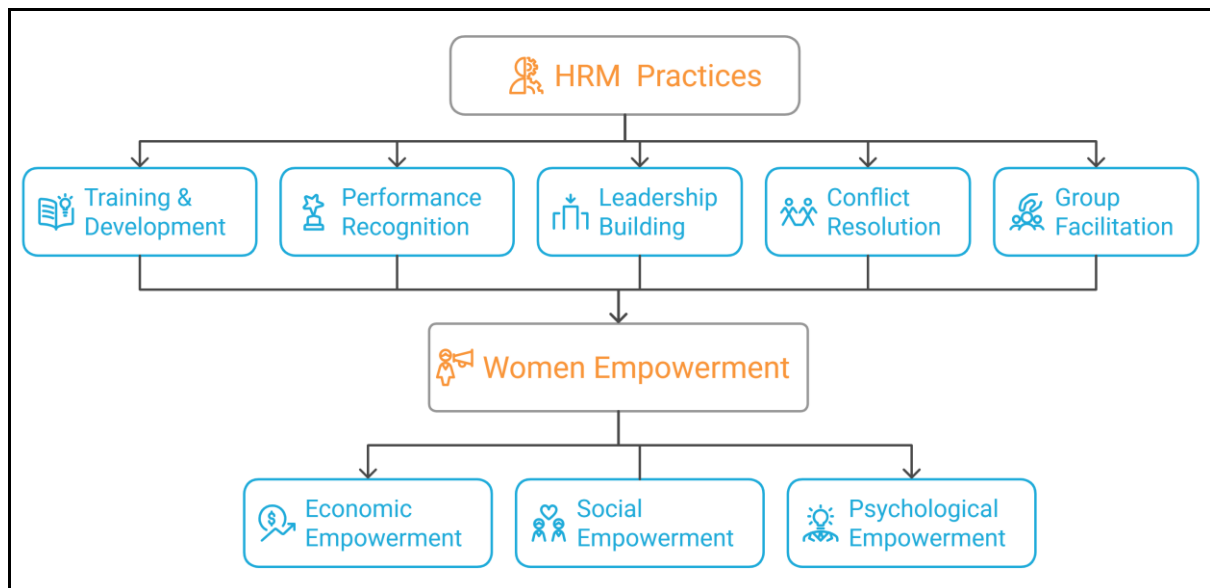 HRM Practices
Training &
Development
Performance
Recognition
Leadership
Building
Conflict
Resolution
Group
Facilitation
Women Empowerment
Economic
Empowerment
Social
Empowerment
Psychological
Empowerment